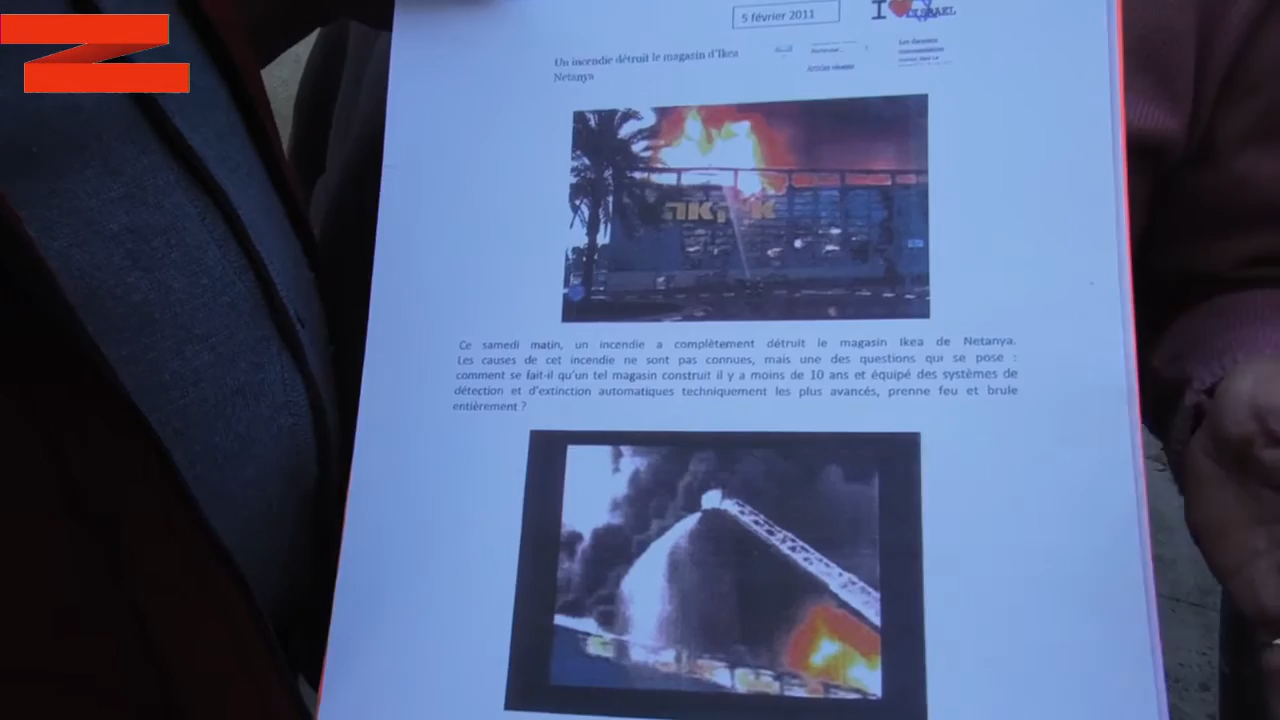 5 février 2011
I ISRAEL
Un incendie détruit le magasin d'Ikea
Netanya
Articles récents
Ce samedi matin, un incendie a complètement détruit le magasin Ikea de Netanya.
Les causes de cet incendie ne sont pas connues, mais une des questions qui se pose :
comment se fait-il qu'un tel magasin construit il y a moins de 10 ans et équipé des systèmes de
détection et d'extinction automatiques techniquement les plus avancés, prenne feu et brule
entièrement ?